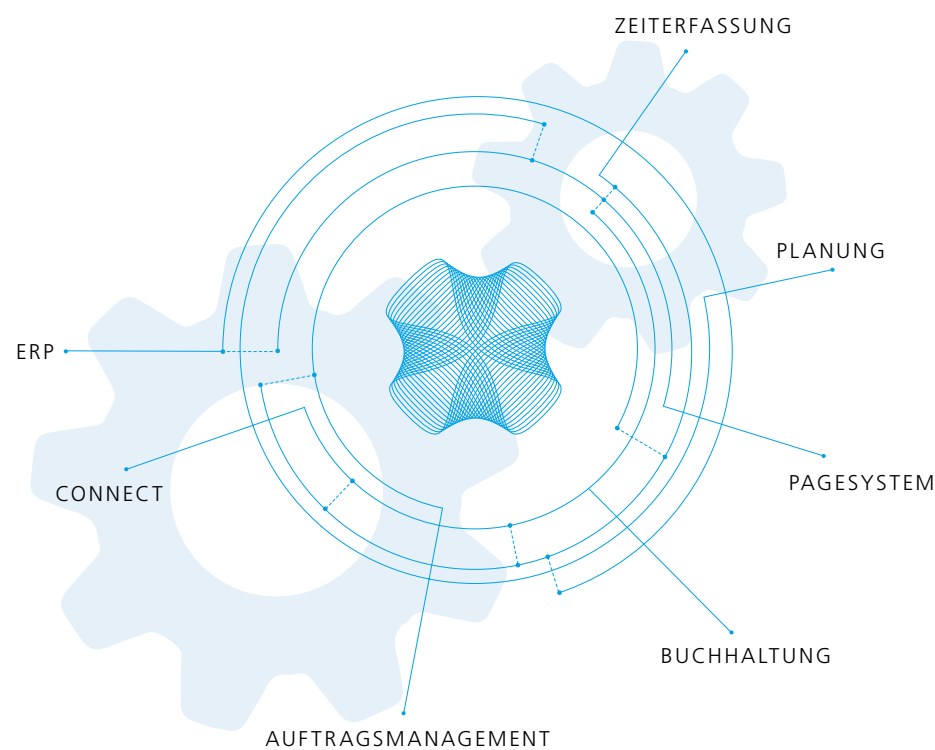 ZEITERFASSUNG
PLANUNG
ERP
PAGESYSTEM
CONNECT
BUCHHALTUNG
AUFTRAGSMANAGEMENT